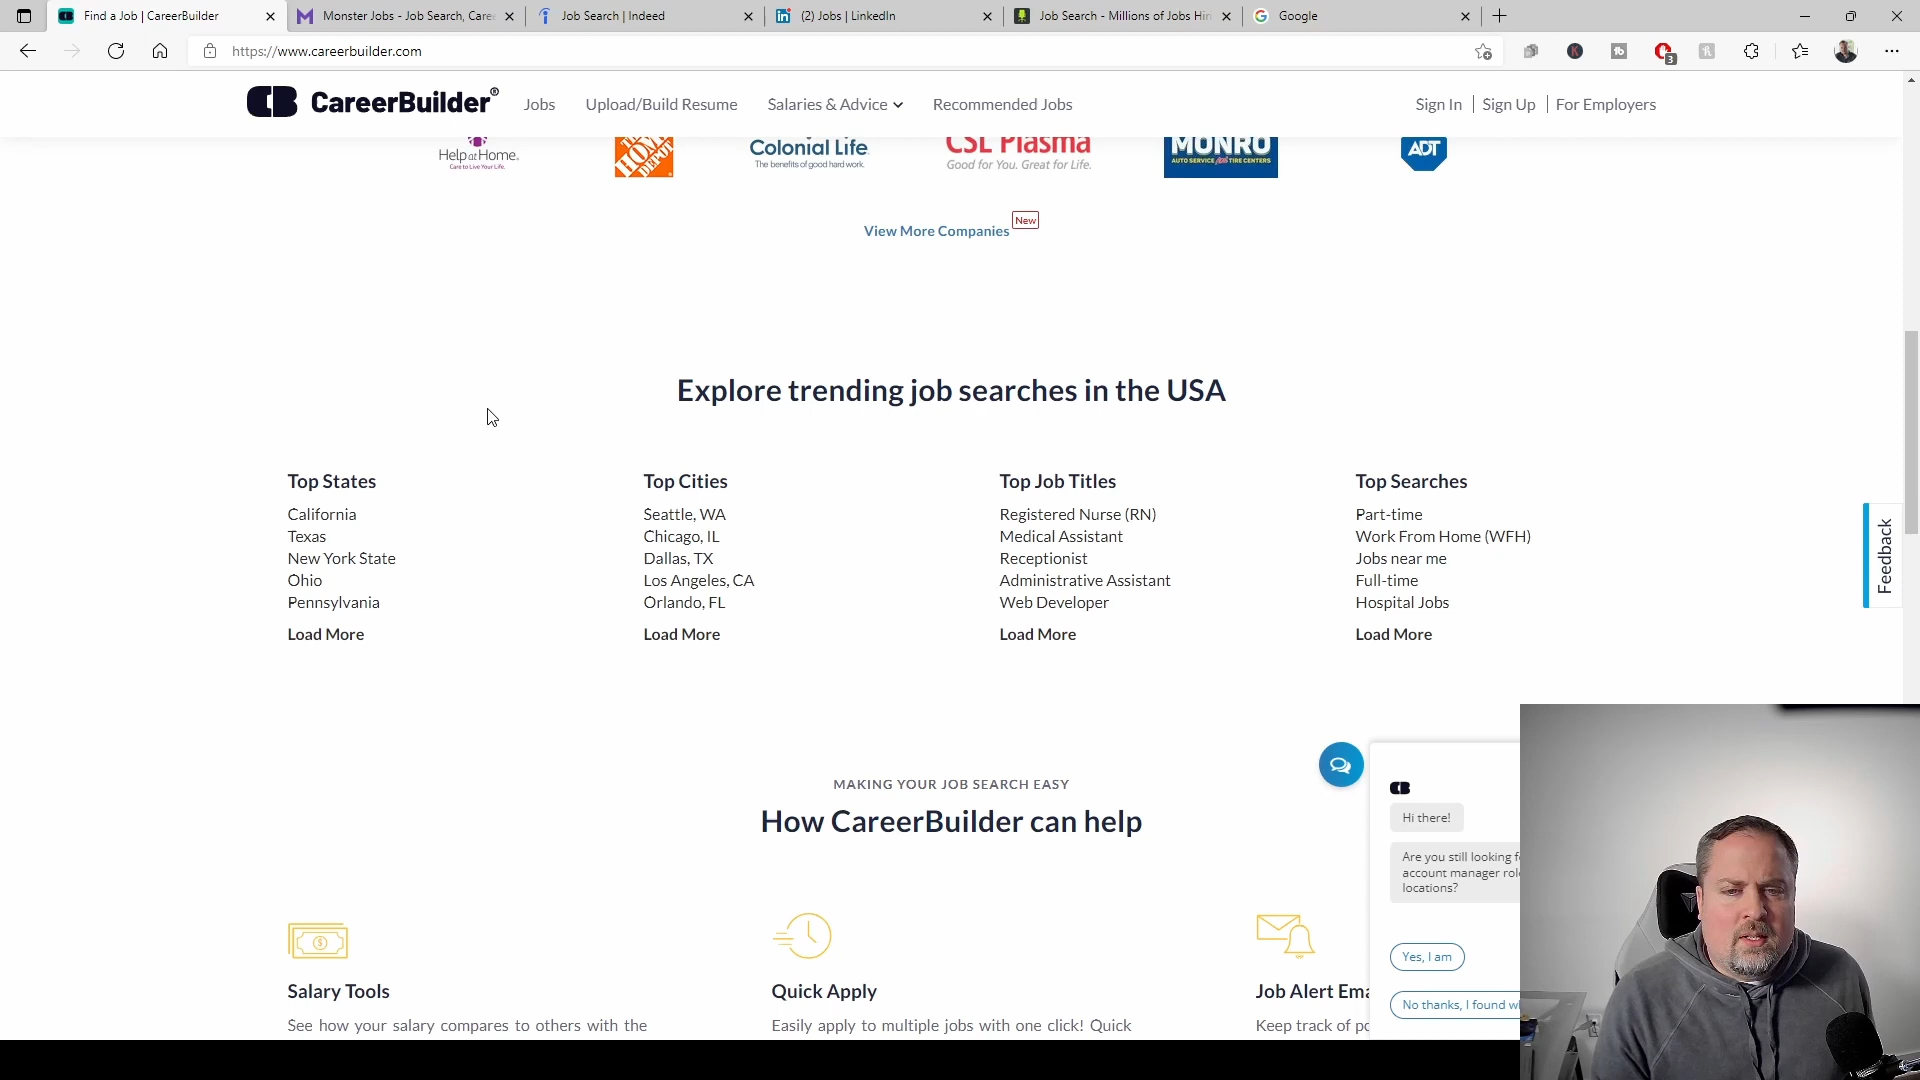 Find a Job | CareerBuilder
Monster Jobs - Job Search, Caree
Job Search | Indeed
(2) Jobs | LinkedIn
Job Search - Millions of Jobs Hiri
Google
https://www.careerbuilder.com
3
CareerBuilder®
Jobs
Upload/Build Resume
Salaries & Advice
Recommended Jobs
Sign In
Sign Up
For Employers
Help at Home.
Care to Live Your Life.
THE HOME DEPOT
Colonial Life.
The benefits of good hard work.
CSL Plasma
Good for You. Great for Life.
MONRO
AUTO SERVICE and TIRE CENTERS
ADT
View More Companies
New
Explore trending job searches in the USA
Top States
California
Texas
New York State
Ohio
Pennsylvania
Load More
Top Cities
Seattle, WA
Chicago, IL
Dallas, TX
Los Angeles, CA
Orlando, FL
Load More
Top Job Titles
Registered Nurse (RN)
Medical Assistant
Receptionist
Administrative Assistant
Web Developer
Load More
Top Searches
Part-time
Work From Home (WFH)
Jobs near me
Full-time
Hospital Jobs
Load More
Feedback
MAKING YOUR JOB SEARCH EASY
How CareerBuilder can help
Salary Tools
See how your salary compares to others with the
Quick Apply
Easily apply to multiple jobs with one click! Quick
Job Alert Ema
Keep track of po
Hi there!
Are you still looking f
account manager rol
locations?
Yes, I am
No thanks, I found w